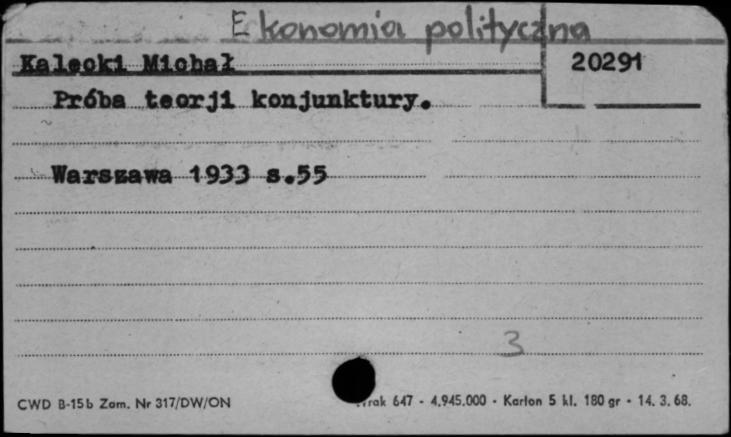 Ekonomia polityczna
Kalecki Michał 20291
Próba teorji konjunktury.
Warszawa 1933 s.55
3
CWD B-15b Zam. Nr 317/DW/ON rak 647 - 4.945.000 - Karton 5 kl. 180 gr - 14. 3. 68.